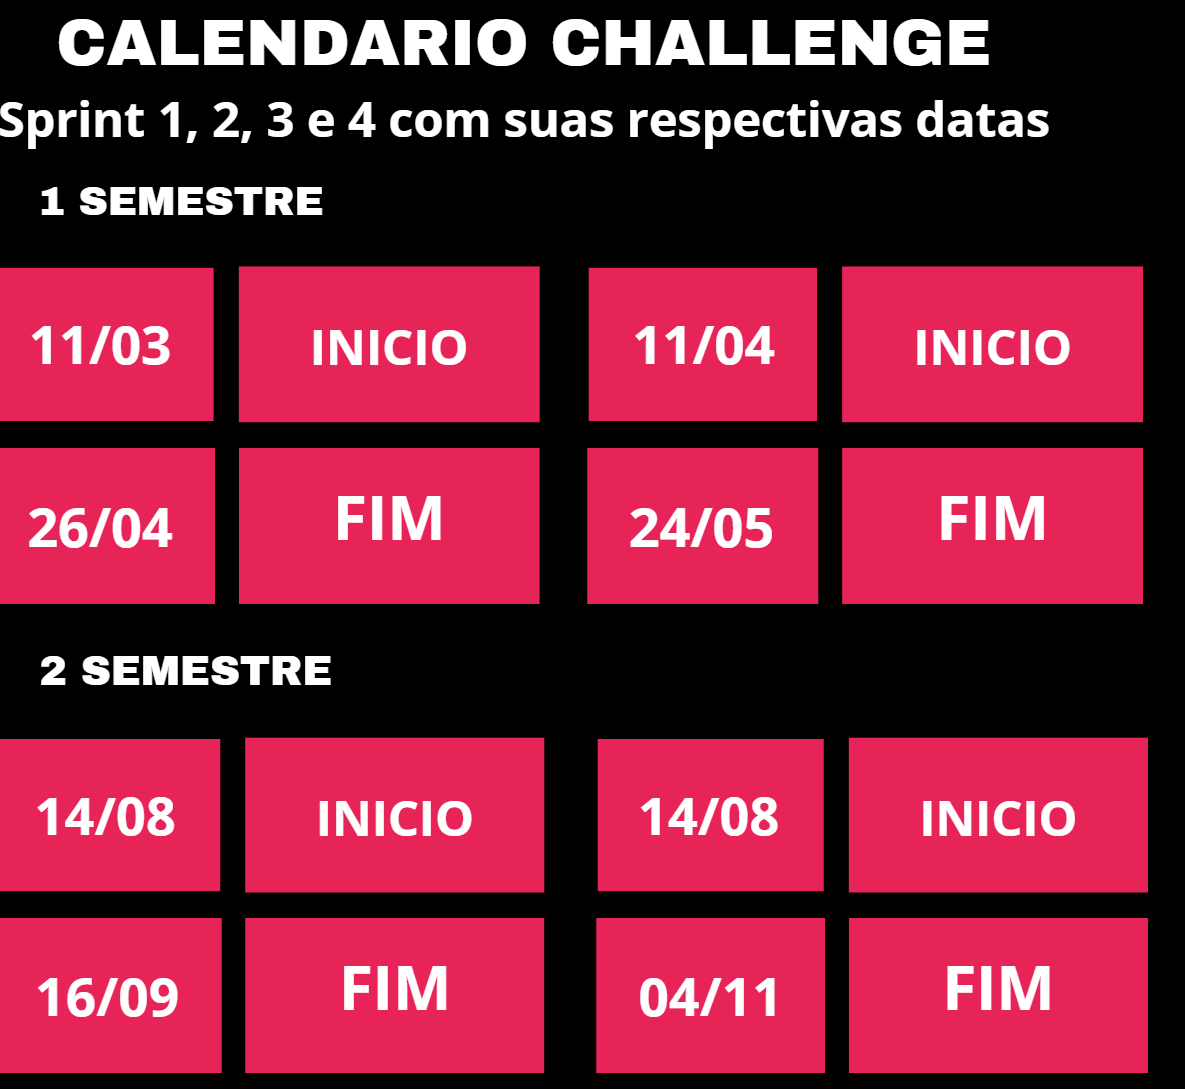 CALENDARIO CHALLENGE
Sprint 1, 2, 3 e 4 com suas respectivas datas
1 SEMESTRE
11/03 INICIO 11/04 INICIO
26/04 FIM 24/05 FIM
2 SEMESTRE
14/08 INICIO 14/08 INICIO
16/09 FIM 04/11 FIM